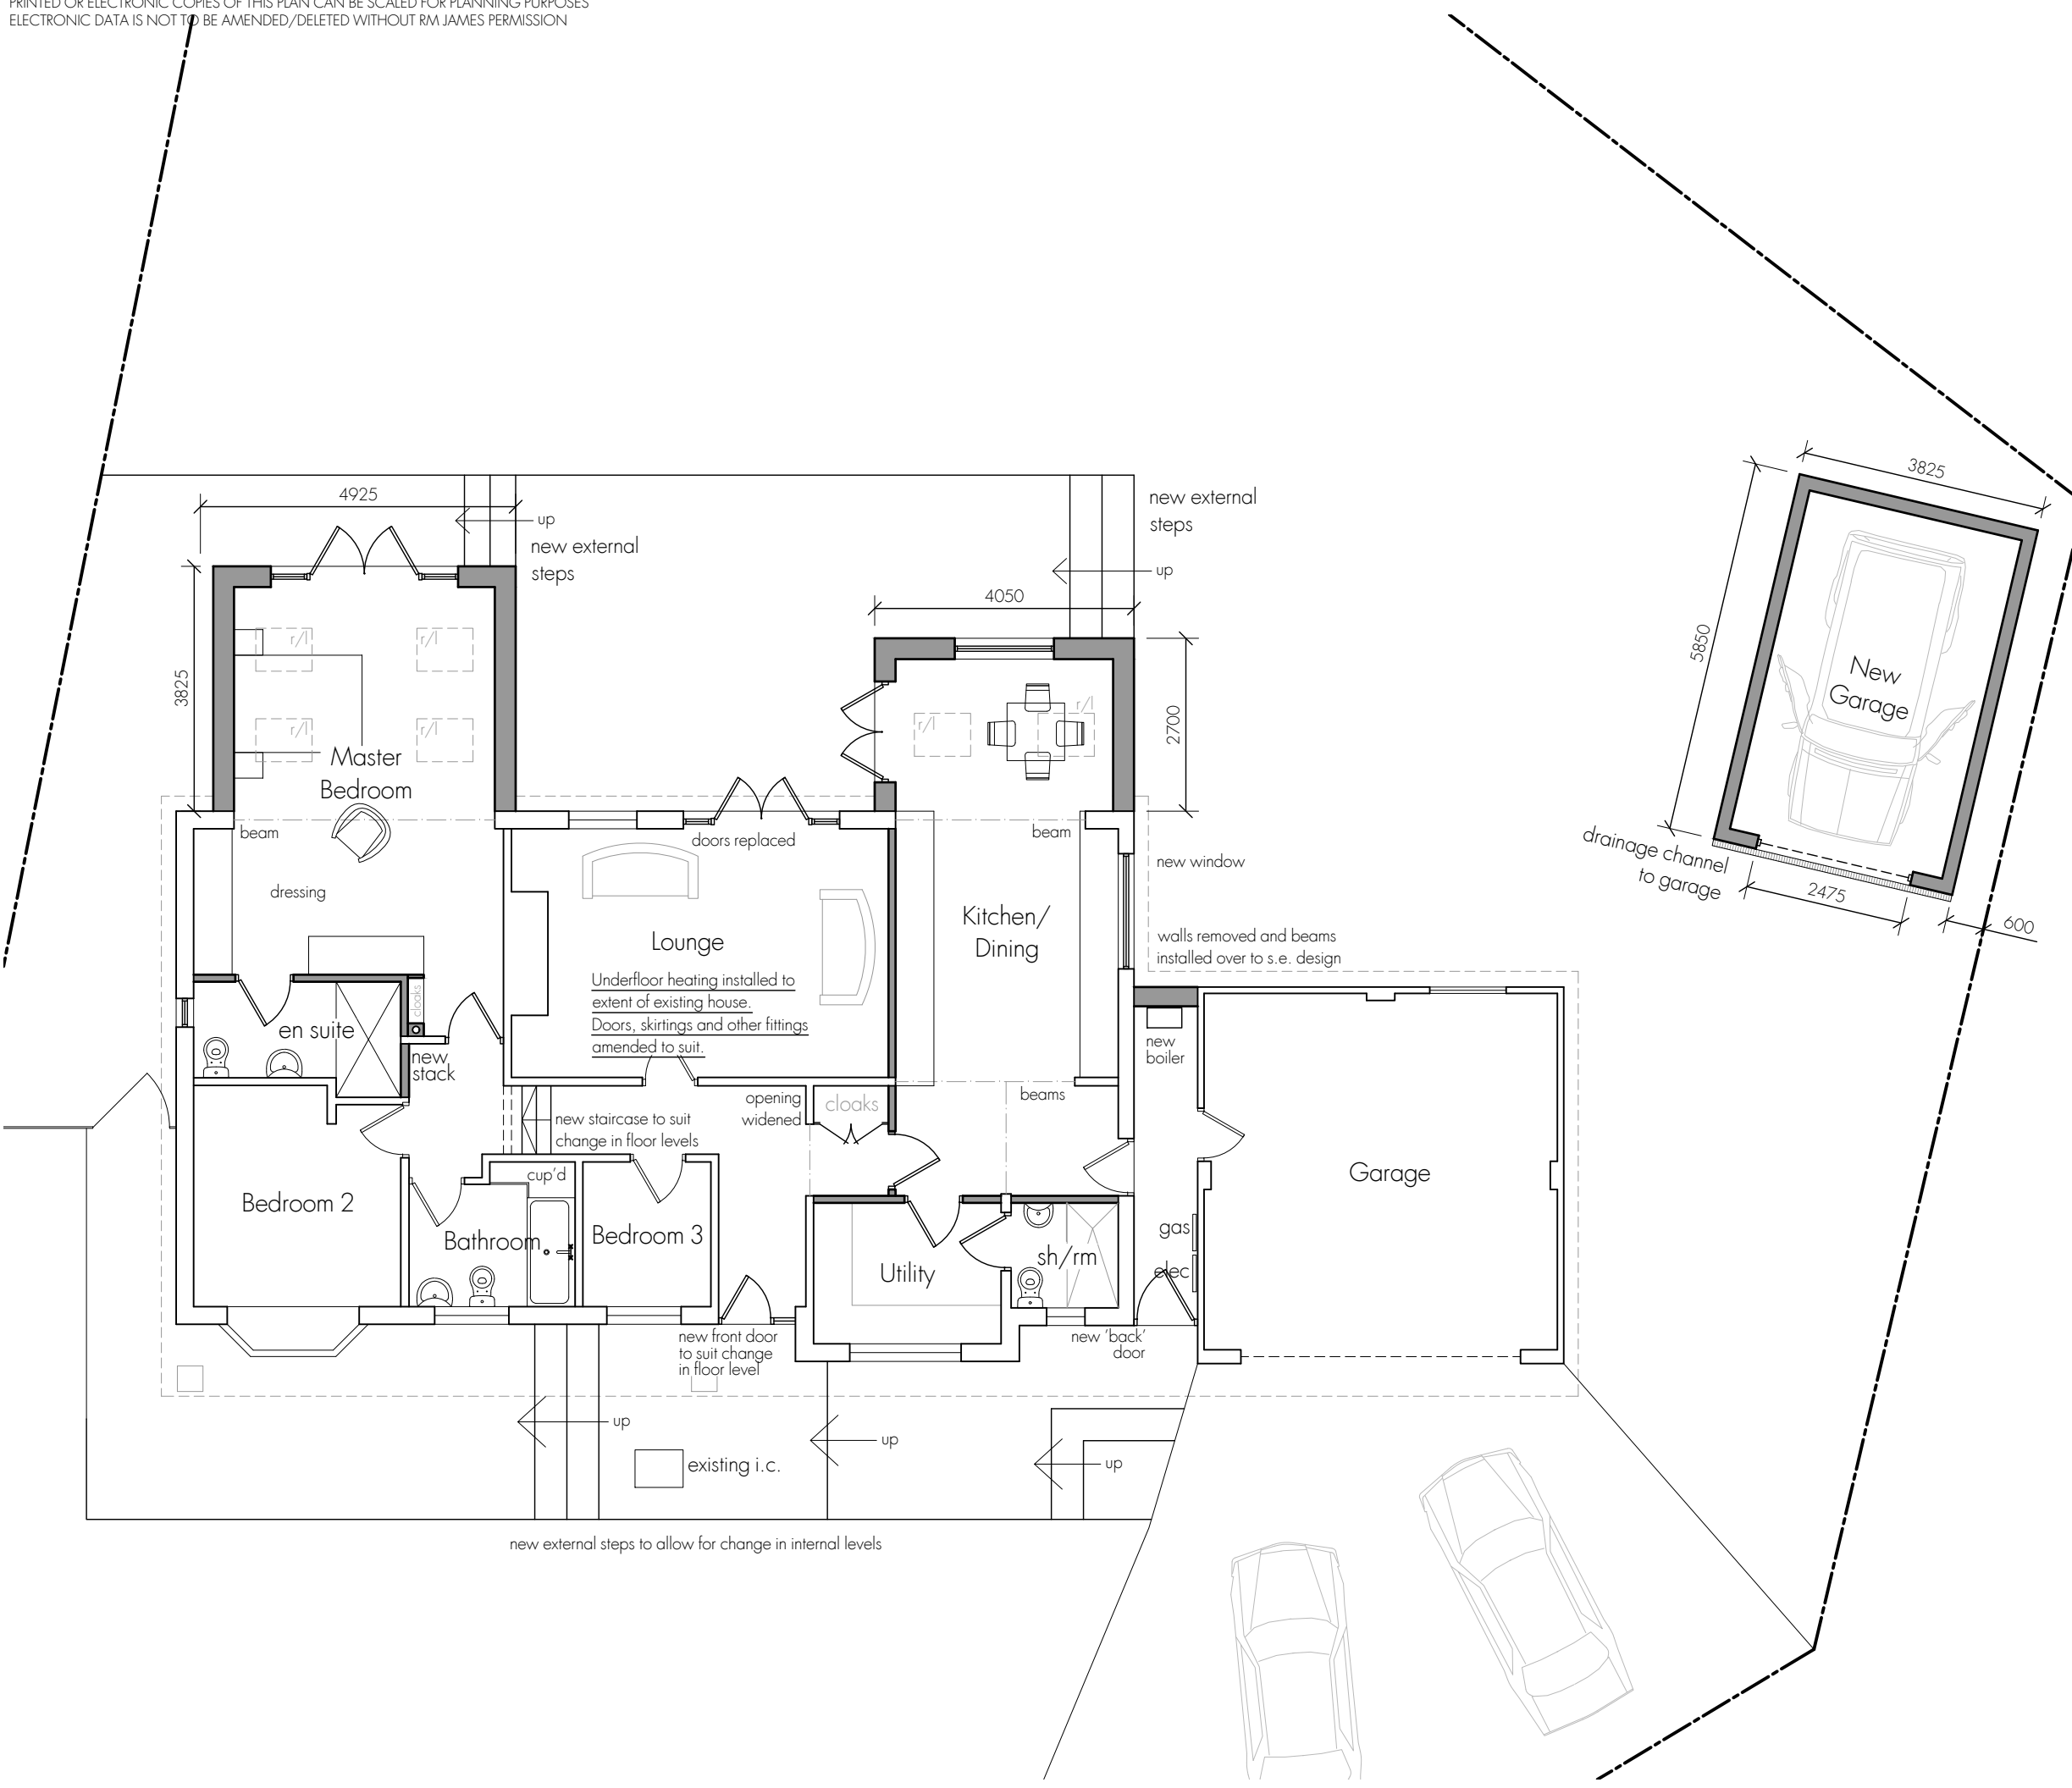 PRINTED OR ELECTRONIC COPIES OF THIS PLAN CAN BE SCALED FOR PLANNING PURPOSES
ELECTRONIC DATA IS NOT TO BE AMENDED/DELETED WITHOUT RM JAMES PERMISSION
3825
4925
up
new external
steps
new external
steps
up
4050
5850
New
Garage
r/l
r/l
r/l
r/l
3825
Master
Bedroom
r/l
r/l
2700
beam
doors replaced
beam
drainage channel
to garage
2475
600
new window
dressing
Lounge
Kitchen/
Dining
walls removed and beams
installed over to s.e. design
Underfloor heating installed to
extent of existing house.
Doors, skirtings and other fittings
amended to suit.
cloaks
en suite
new
stack
new
boiler
opening
widened
cloaks
beams
new staircase to suit
change in floor levels
cup'd
Garage
Bedroom 2
Bathroom
Bedroom 3
Utility
sh/rm
gas
elec
new front door
to suit change
in floor level
new 'back'
door
up
up
up
existing i.c.
new external steps to allow for change in internal levels